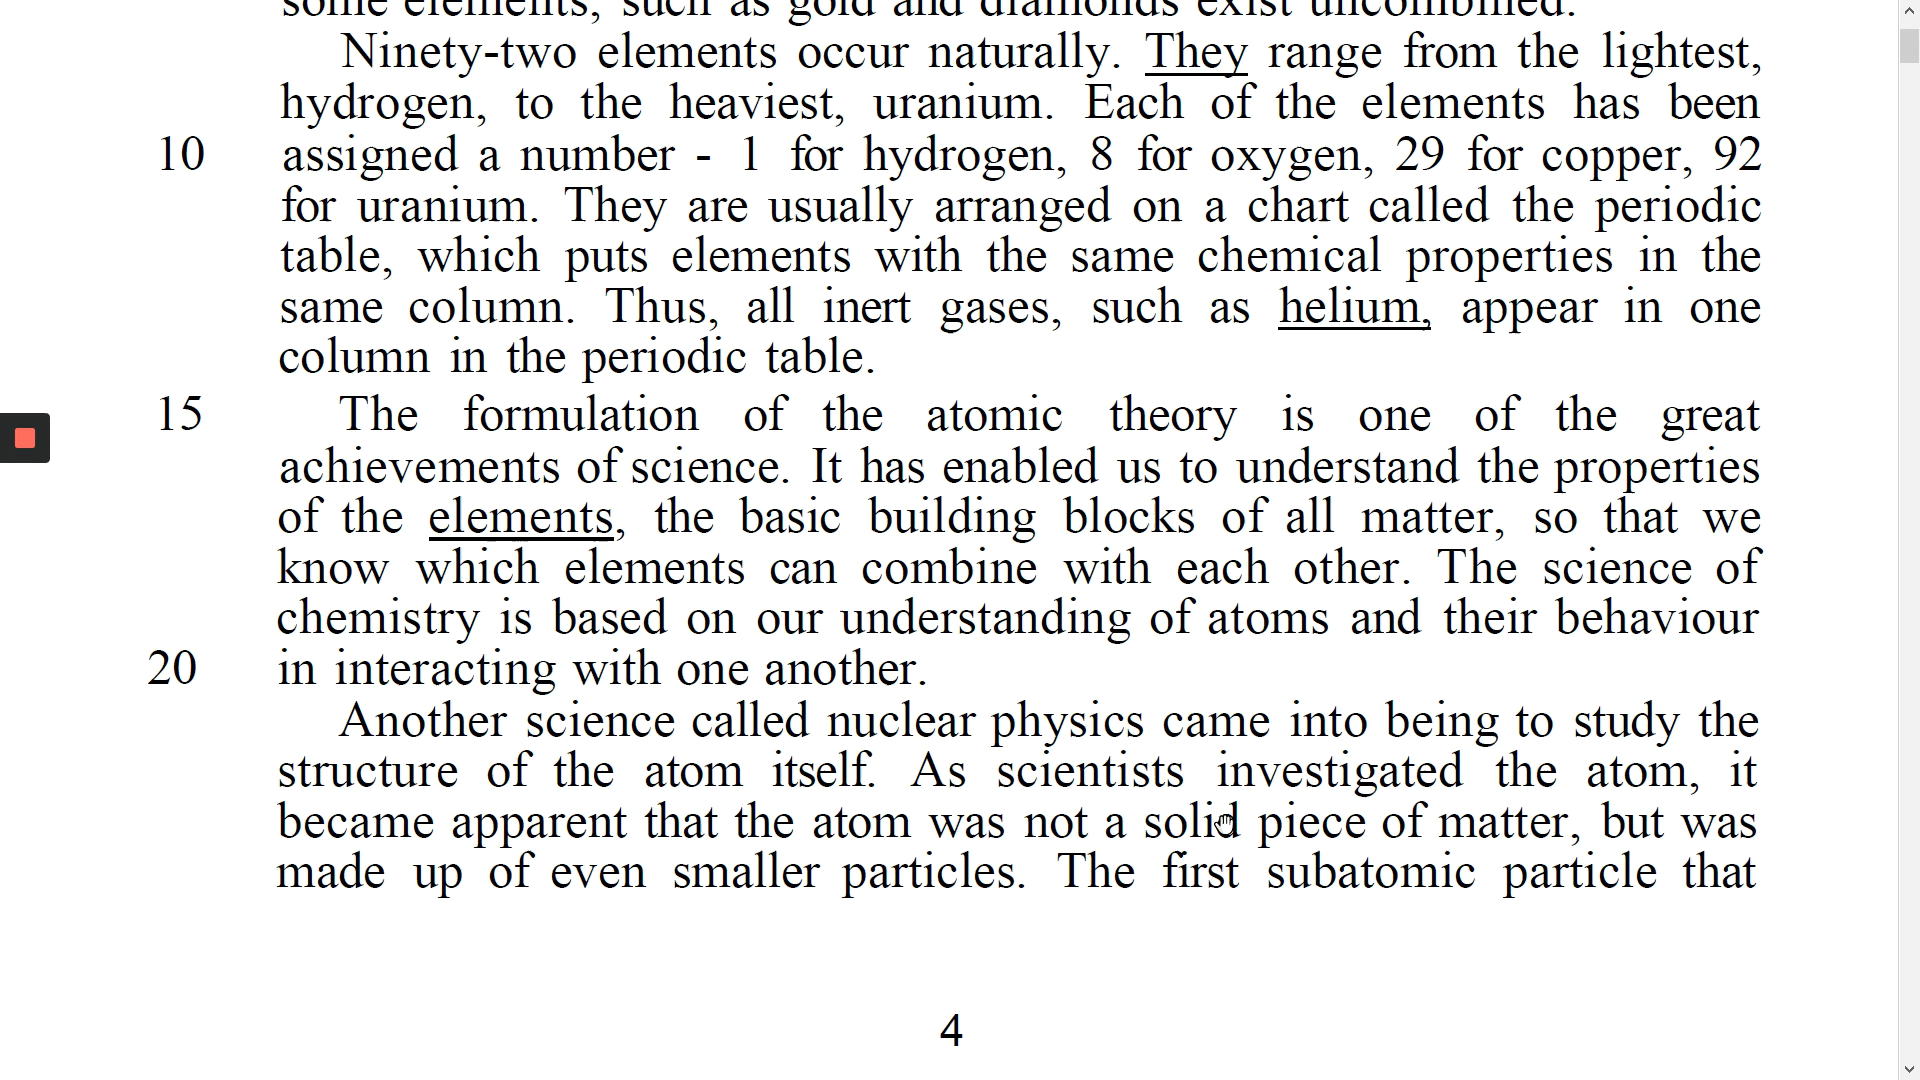 some elements, such as gold and diamonds exist uncombined.
Ninety-two elements occur naturally. They range from the lightest,
hydrogen, to the heaviest, uranium. Each of the elements has been
10 assigned a number - 1 for hydrogen, 8 for oxygen, 29 for copper, 92
for uranium. They are usually arranged on a chart called the periodic
table, which puts elements with the same chemical properties in the
same column. Thus, all inert gases, such as helium, appear in one
column in the periodic table.
15 The formulation of the atomic theory is one of the great
achievements of science. It has enabled us to understand the properties
of the elements, the basic building blocks of all matter, so that we
know which elements can combine with each other. The science of
chemistry is based on our understanding of atoms and their behaviour
20 in interacting with one another.
Another science called nuclear physics came into being to study the
structure of the atom itself. As scientists investigated the atom, it
became apparent that the atom was not a solid piece of matter, but was
made up of even smaller particles. The first subatomic particle that
4